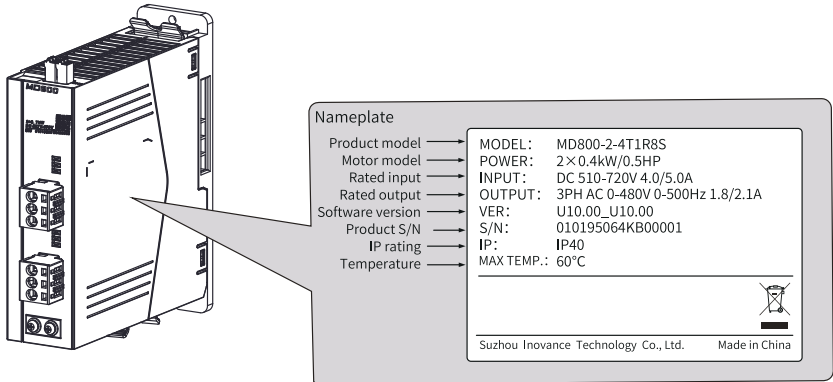 MD800
Nameplate
Product model
Motor model
Rated input
Rated output
Software version
Product S/N
IP rating
Temperature
MODEL: MD800-2-4T1R8S
POWER: 2×0.4kW/0.5HP
INPUT: DC 510-720V 4.0/5.0A
OUTPUT: 3PH AC 0-480V 0-500Hz 1.8/2.1A
VER: U10.00_U10.00
S/N: 010195064KB00001
IP: IP40
MAX TEMP.: 60°C
Suzhou Inovance Technology Co., Ltd. Made in China